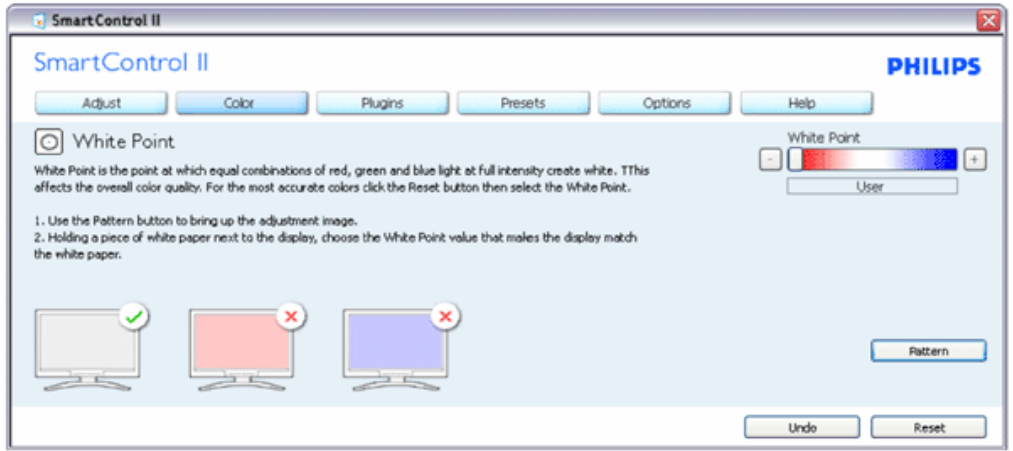 SmartControl II
SmartControl II
PHILIPS
Adjust Color Plugins Presets Options Help
White Point
White Point is the point at which equal combinations of red, green and blue light at full intensity create white. TThis
affects the overall color quality. For the most accurate colors click the Reset button then select the White Point.
1. Use the Pattern button to bring up the adjustment image.
2. Holding a piece of white paper next to the display, choose the White Point value that makes the display match
the white paper.
White Point
- +
User
Pattern
Undo Reset